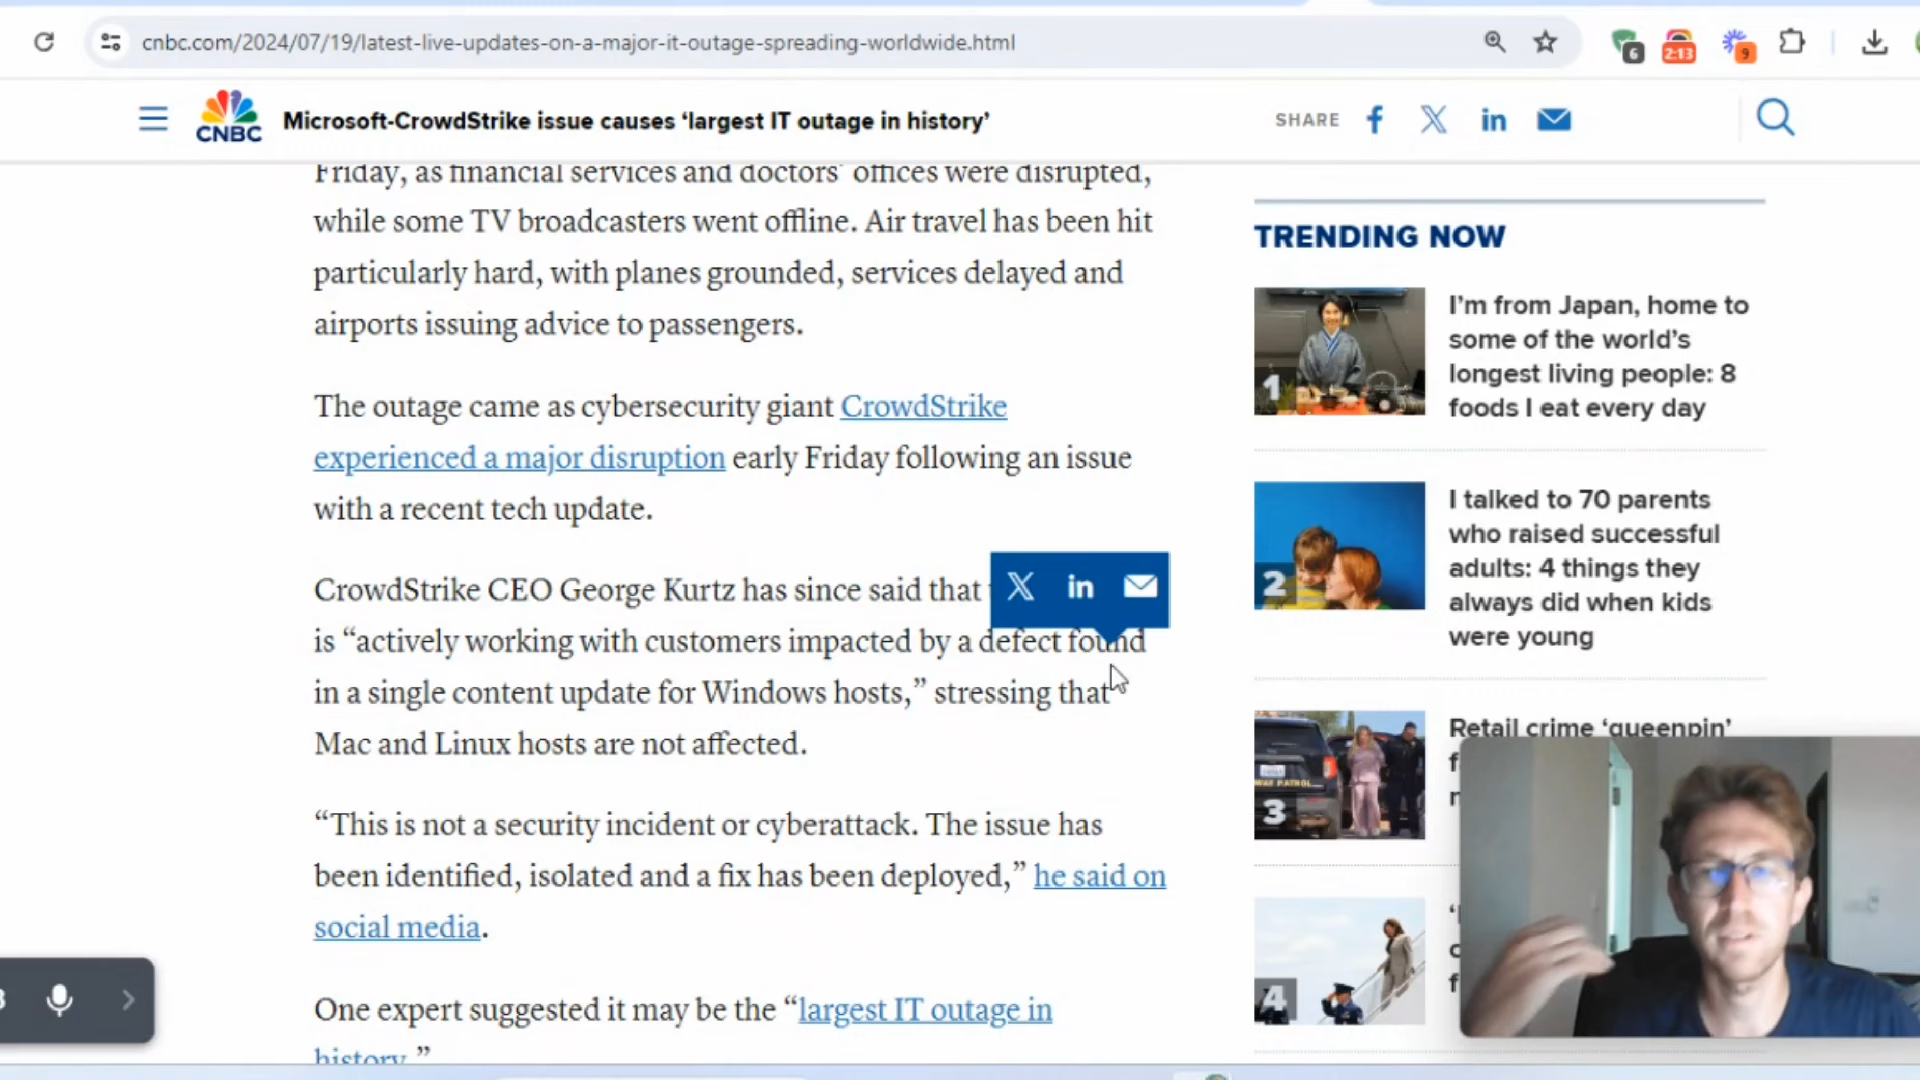 cnbc.com/2024/07/19/latest-live-updates-on-a-major-it-outage-spreading-worldwide.html
6
2:13
9
CNBC
Microsoft-CrowdStrike issue causes ‘largest IT outage in history’
SHARE
Friday, as financial services and doctors’ offices were disrupted,
while some TV broadcasters went offline. Air travel has been hit
particularly hard, with planes grounded, services delayed and
airports issuing advice to passengers.
The outage came as cybersecurity giant CrowdStrike
experienced a major disruption early Friday following an issue
with a recent tech update.
CrowdStrike CEO George Kurtz has since said that
is “actively working with customers impacted by a defect found
in a single content update for Windows hosts,” stressing that
Mac and Linux hosts are not affected.
“This is not a security incident or cyberattack. The issue has
been identified, isolated and a fix has been deployed,” he said on
social media.
One expert suggested it may be the “largest IT outage in
history.”
TRENDING NOW
1
I’m from Japan, home to
some of the world’s
longest living people: 8
foods I eat every day
2
I talked to 70 parents
who raised successful
adults: 4 things they
always did when kids
were young
3
Retail crime ‘queenpin’
4